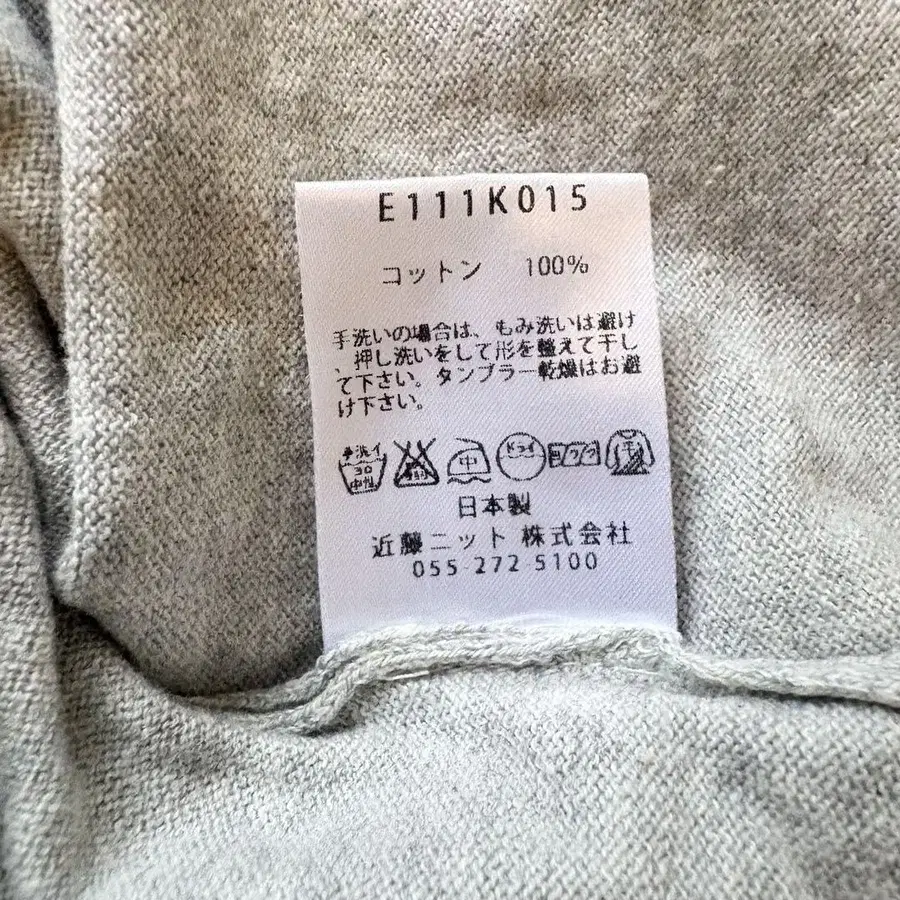 E111K015
コットン 100%
手洗いの場合は、もみ洗いは避け
、押し洗いをして形を整えて干し
て下さい。タンブラー乾燥はお避
け下さい。
手洗イ
30
中性
中
ドライ
平
日本製
近藤ニット 株式会社
055-272-5100